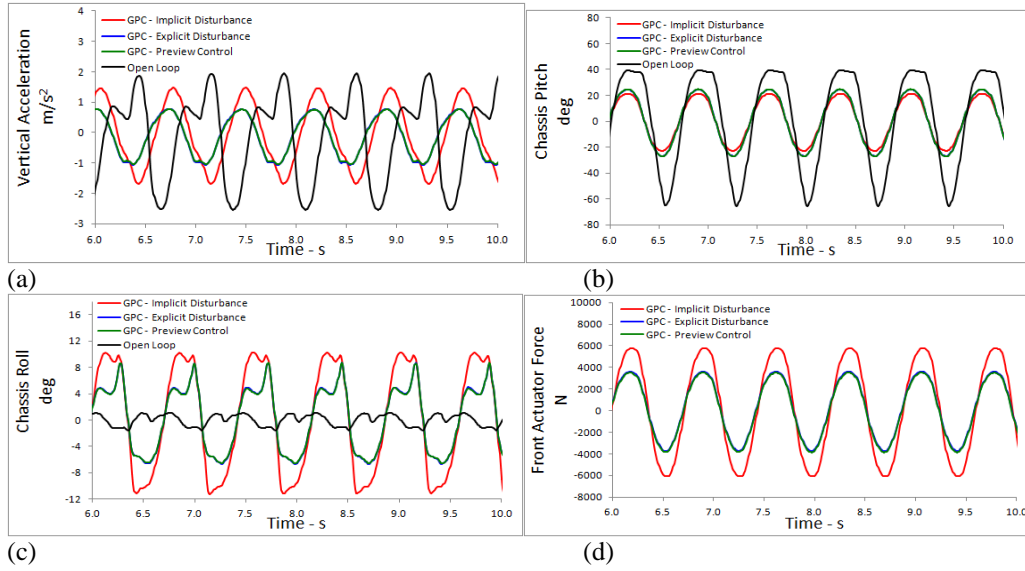 GPC - Implicit Disturbance
GPC - Explicit Disturbance
GPC - Preview Control
Open Loop
Vertical Acceleration
m/s²
4
3
2
1
0
-1
-2
-3
6.0 6.5 7.0 7.5 8.0 8.5 9.0 9.5 10.0
Time - s
(a)
GPC - Implicit Disturbance
GPC - Explicit Disturbance
GPC - Preview Control
Open Loop
Chassis Pitch
deg
80
60
40
20
0
-20
-40
-60
-80
6.0 6.5 7.0 7.5 8.0 8.5 9.0 9.5 10.0
Time - s
(b)
GPC - Implicit Disturbance
GPC - Explicit Disturbance
GPC - Preview Control
Open Loop
Chassis Roll
deg
16
12
8
4
0
-4
-8
-12
6.0 6.5 7.0 7.5 8.0 8.5 9.0 9.5 10.0
Time - s
(c)
GPC - Implicit Disturbance
GPC - Explicit Disturbance
GPC - Preview Control
Front Actuator Force
N
10000
8000
6000
4000
2000
0
-2000
-4000
-6000
-8000
6.0 6.5 7.0 7.5 8.0 8.5 9.0 9.5 10.0
Time - s
(d)